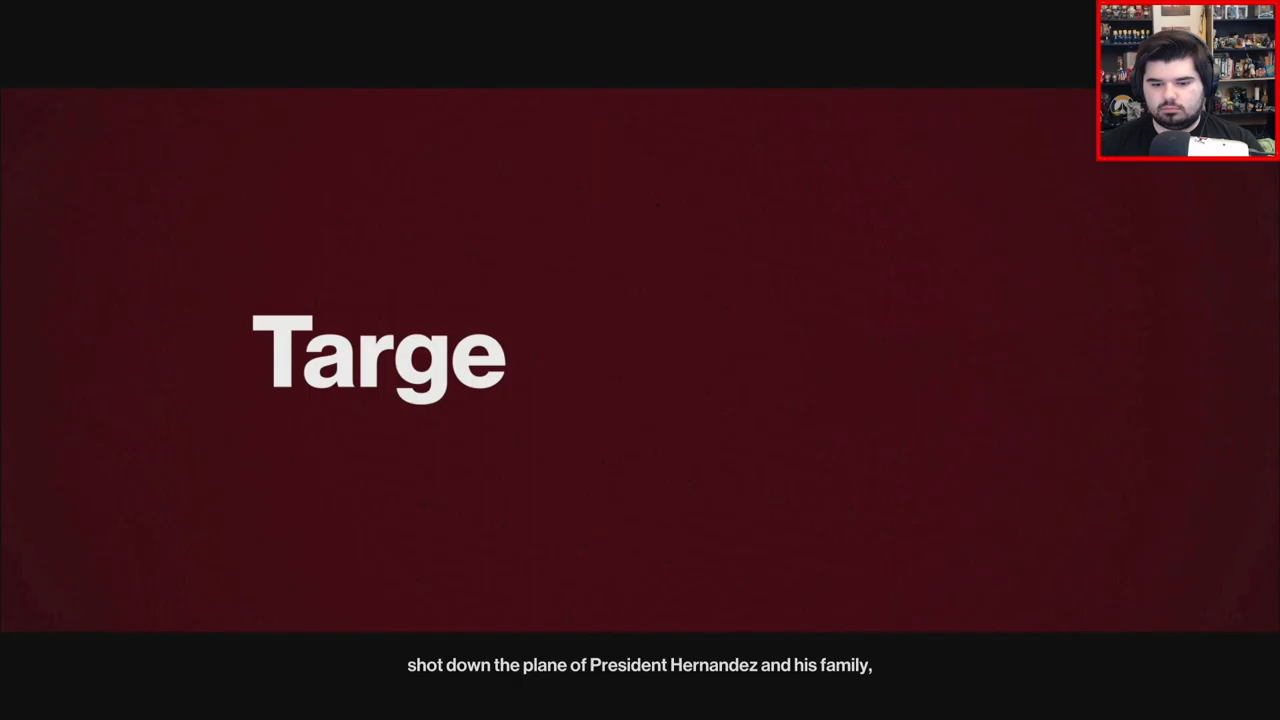 Targe
shot down the plane of President Hernandez and his family,